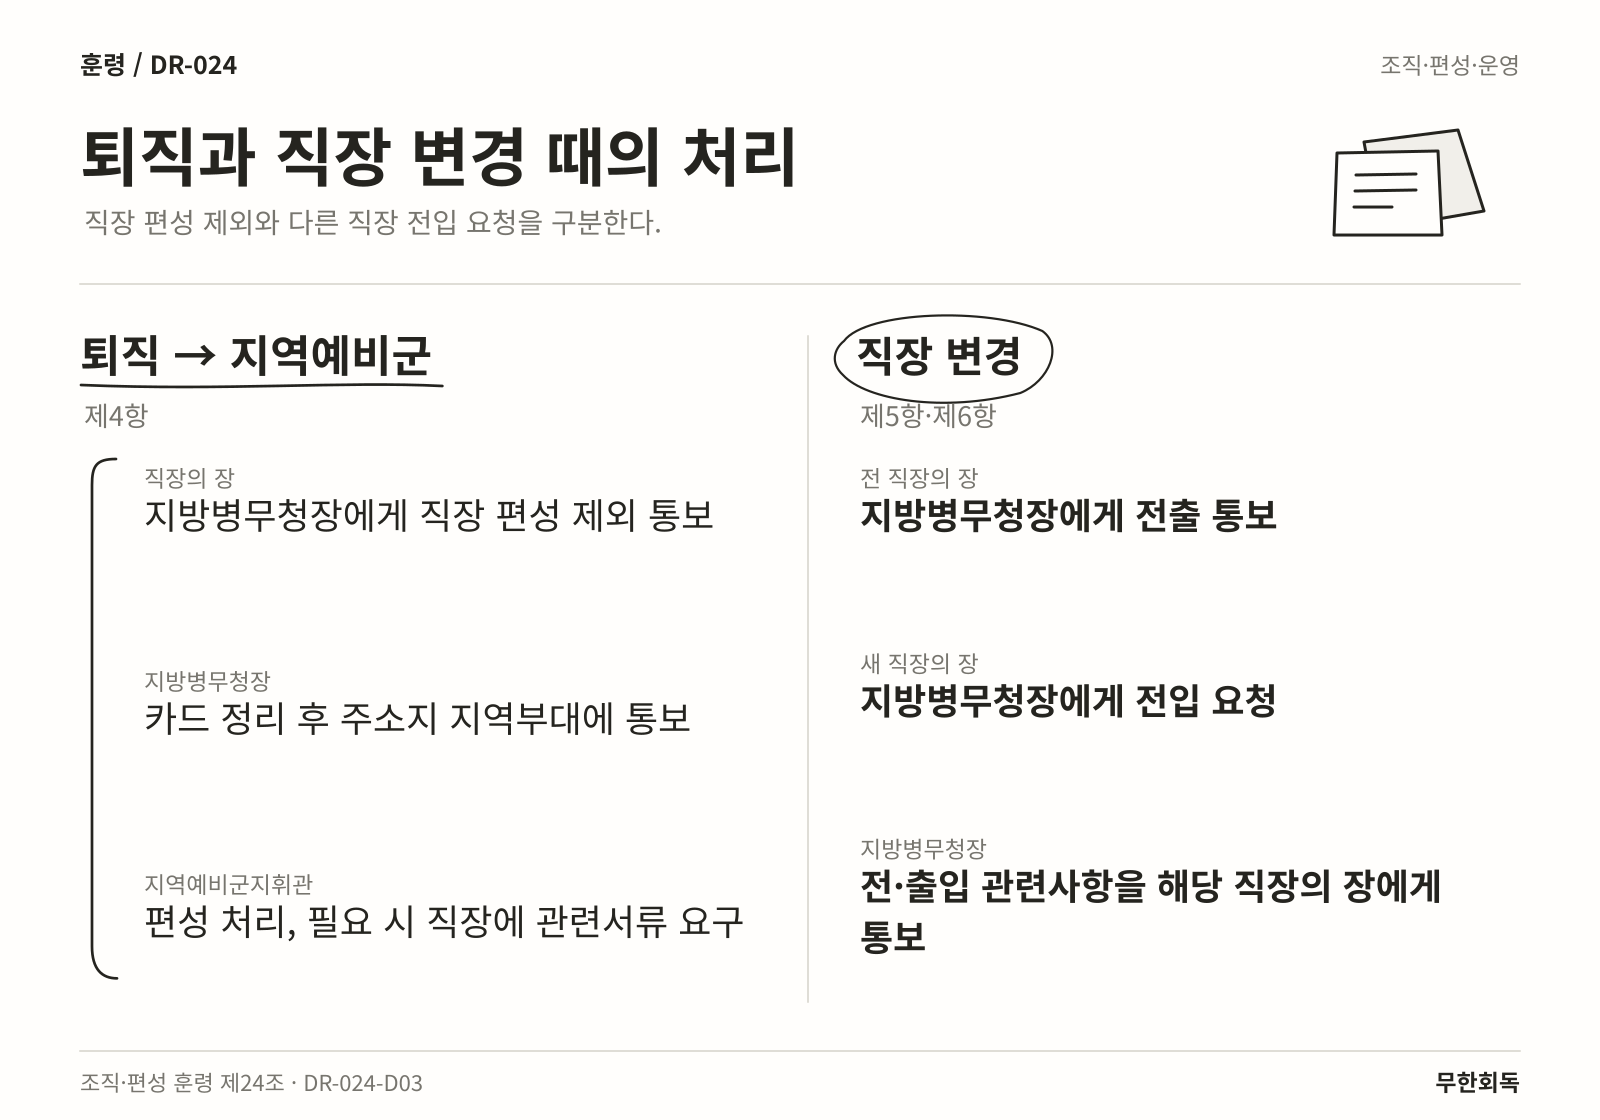 훈령 / DR-024
조직·편성·운영
퇴직과 직장 변경 때의 처리
직장 편성 제외와 다른 직장 전입 요청을 구분한다.
퇴직 → 지역예비군
제4항
직장의 장
지방병무청장에게 직장 편성 제외 통보
지방병무청장
카드 정리 후 주소지 지역부대에 통보
지역예비군지휘관
편성 처리, 필요 시 직장에 관련서류 요구
직장 변경
제5항·제6항
전 직장의 장
지방병무청장에게 전출 통보
새 직장의 장
지방병무청장에게 전입 요청
지방병무청장
전·출입 관련사항을 해당 직장의 장에게
통보
조직·편성 훈령 제24조 · DR-024-D03
무한회독